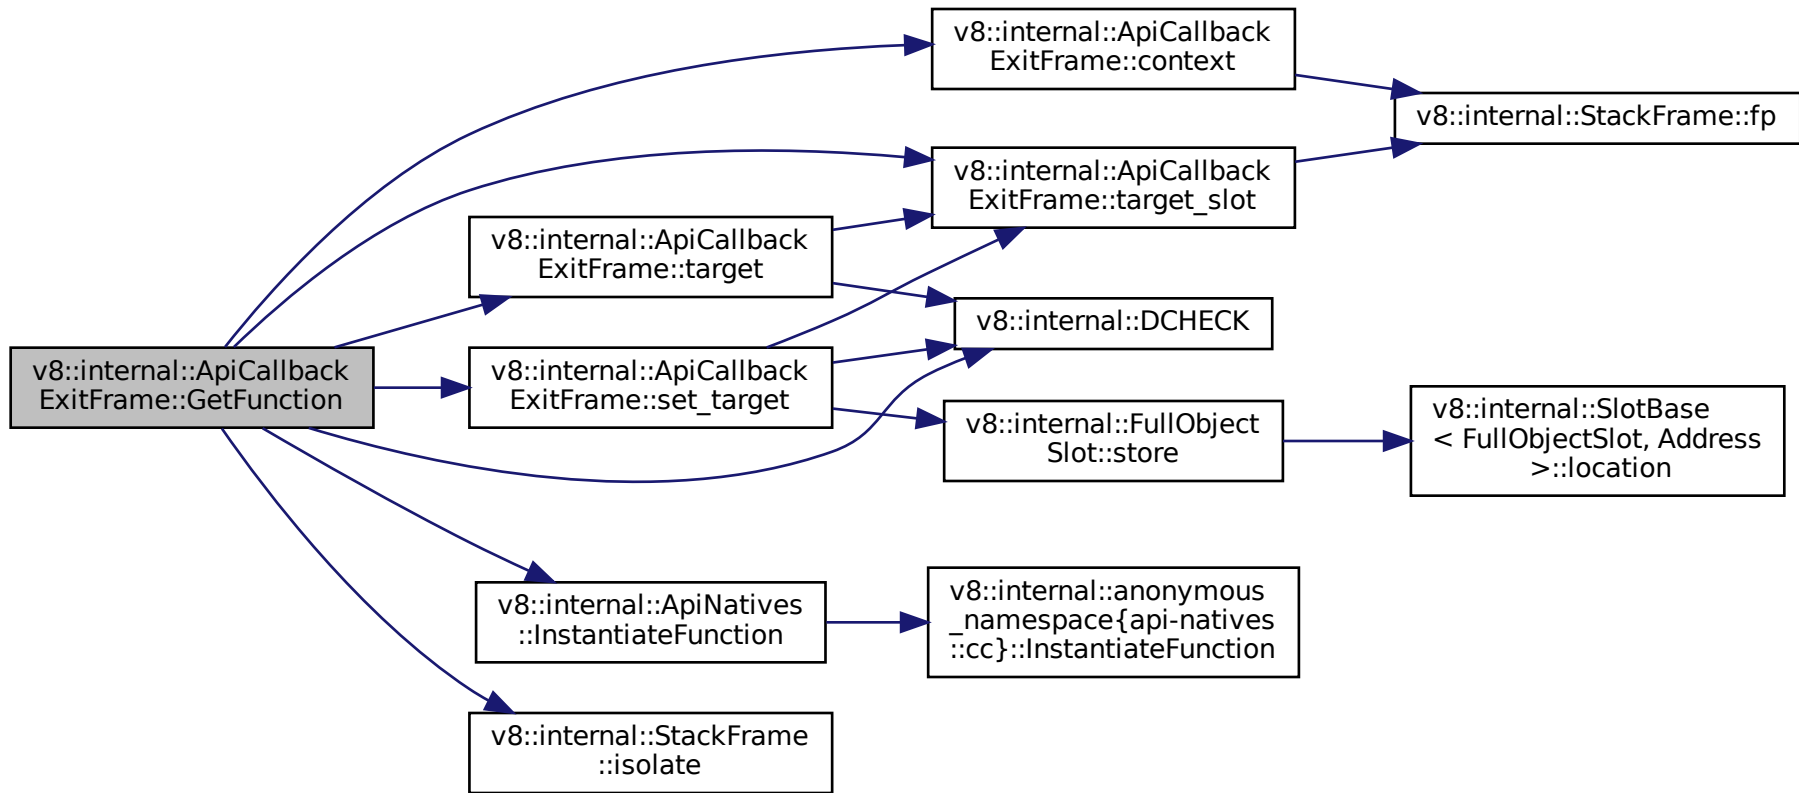 v8::internal::ApiCallback
ExitFrame::GetFunction
v8::internal::ApiCallback
ExitFrame::context
v8::internal::StackFrame::fp
v8::internal::ApiCallback
ExitFrame::target_slot
v8::internal::ApiCallback
ExitFrame::target
v8::internal::DCHECK
v8::internal::ApiCallback
ExitFrame::set_target
v8::internal::FullObject
Slot::store
v8::internal::SlotBase
< FullObjectSlot, Address
>::location
v8::internal::ApiNatives
::InstantiateFunction
v8::internal::anonymous
_namespace{api-natives
::cc}::InstantiateFunction
v8::internal::StackFrame
::isolate